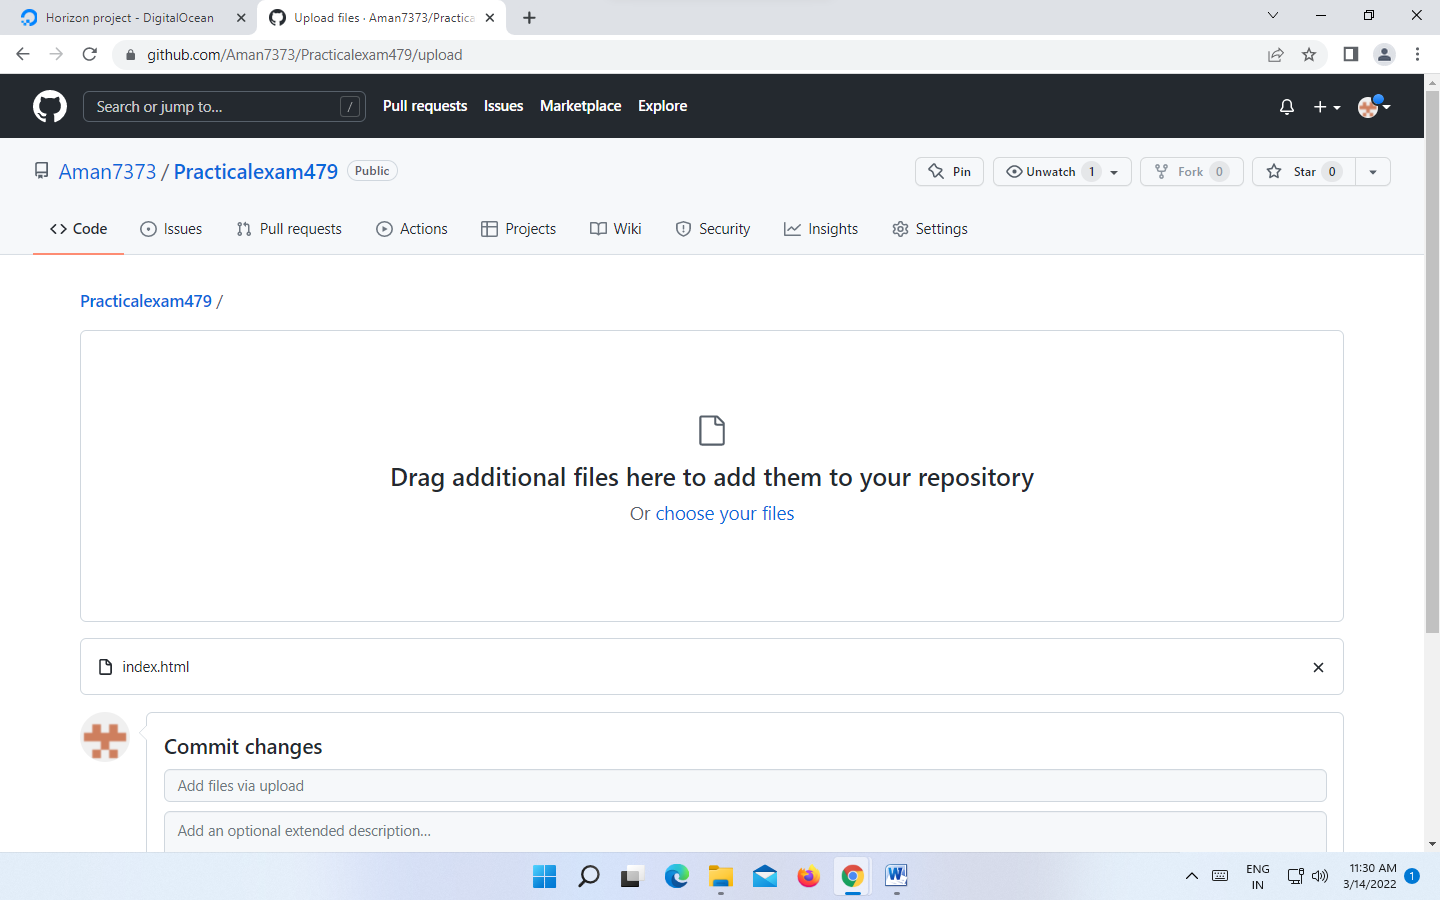 Horizon project - DigitalOcean
Upload files · Aman7373/Practica
github.com/Aman7373/Practicalexam479/upload
Search or jump to...
/
Pull requests
Issues
Marketplace
Explore
Aman7373 / Practicalexam479
Public
Pin
Unwatch 1
Fork 0
Star 0
Code
Issues
Pull requests
Actions
Projects
Wiki
Security
Insights
Settings
Practicalexam479 /
Drag additional files here to add them to your repository
Or choose your files
index.html
Commit changes
Add files via upload
Add an optional extended description...
W
ENG
IN
11:30 AM
3/14/2022
1